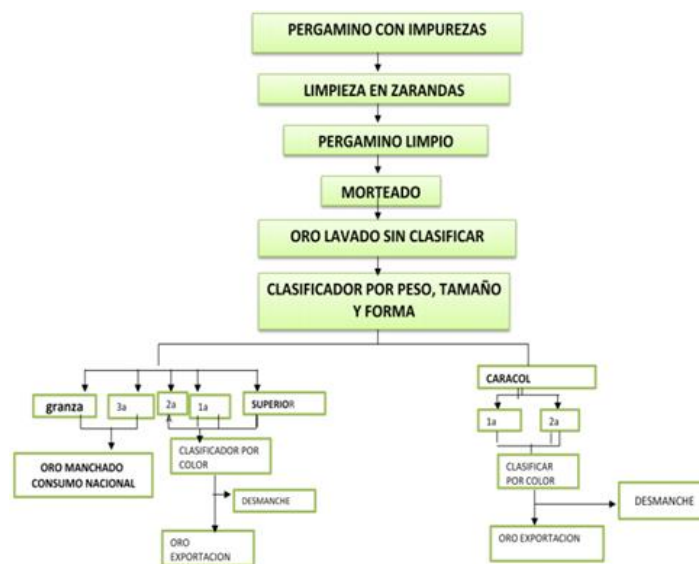 PERGAMINO CON IMPUREZAS
LIMPIEZA EN ZARANDAS
PERGAMINO LIMPIO
MORTEADO
ORO LAVADO SIN CLASIFICAR
CLASIFICADOR POR PESO, TAMAÑO
Y FORMA
granza
3a
2a
1a
SUPERIOR
CARACOL
1a
2a
ORO MANCHADO
CONSUMO NACIONAL
CLASIFICADOR POR
COLOR
DESMANCHE
ORO
EXPORTACION
CLASIFICAR
POR COLOR
DESMANCHE
ORO EXPORTACION